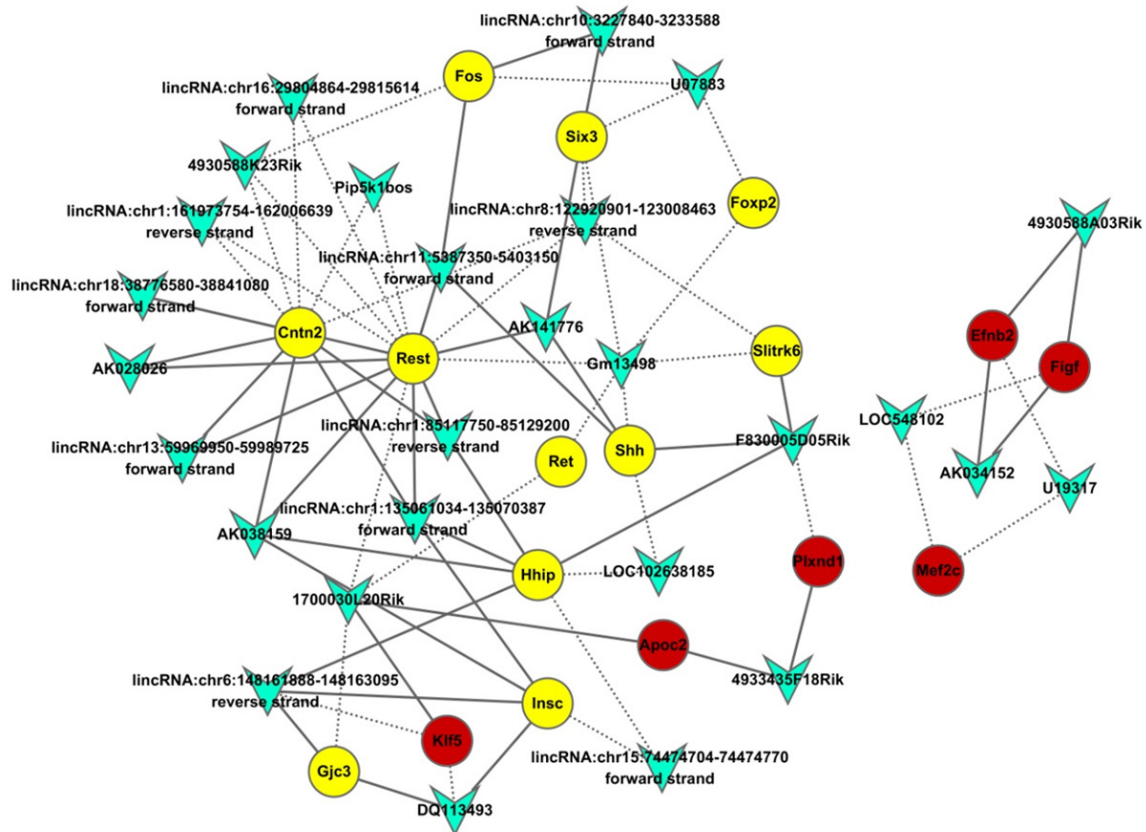 lincRNA:chr10:3227840-3233588
forward strand
Fos
U07883
lincRNA:chr16:29804864-29815614
forward strand
Six3
4930588K23Rik
Pip5k1bos
Foxp2
lincRNA:chr1:161973754-162006639
reverse strand
lincRNA:chr8:122920901-123008463
reverse strand
4930588A03Rik
lincRNA:chr11:5387350-5403150
forward strand
lincRNA:chr18:38776580-38841080
forward strand
Cntn2
AK141776
Efnb2
Rest
Slitrk6
Gm13498
Figf
AK028026
LOC548102
lincRNA:chr1:85117750-85129200
reverse strand
F830005D05Rik
lincRNA:chr13:59969950-59989725
forward strand
Ret
Shh
AK034152
U19317
lincRNA:chr1:135061034-135070387
forward strand
AK038159
Plxnd1
Hhip
LOC102638185
Mef2c
1700030L20Rik
Apoc2
4933435F18Rik
lincRNA:chr6:148161888-148163095
reverse strand
Insc
Klf5
lincRNA:chr15:74474704-74474770
forward strand
Gjc3
DQ113493